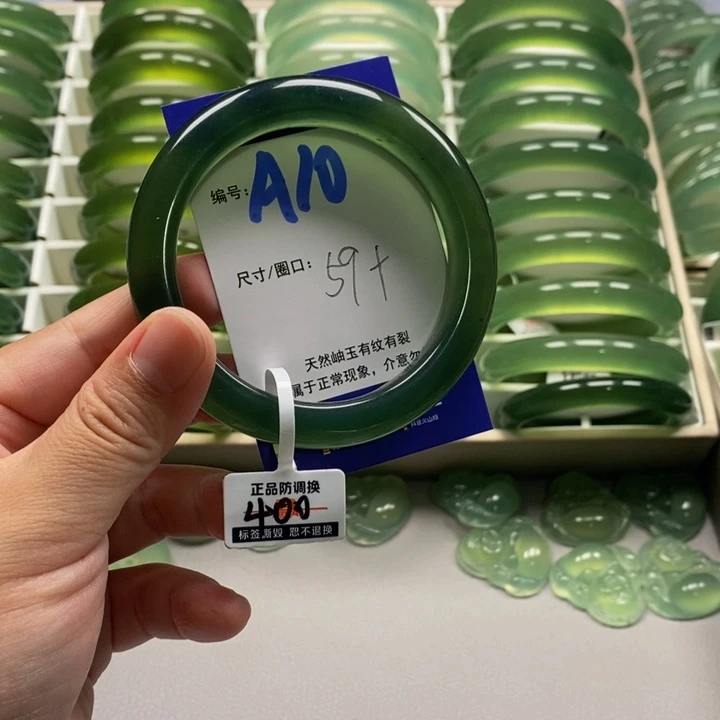 编号: A10
尺寸/圈口: 59+
天然岫玉有纹有裂
属于正常现象,介意勿
正品防调换
400
标签撕毁 恕不退换